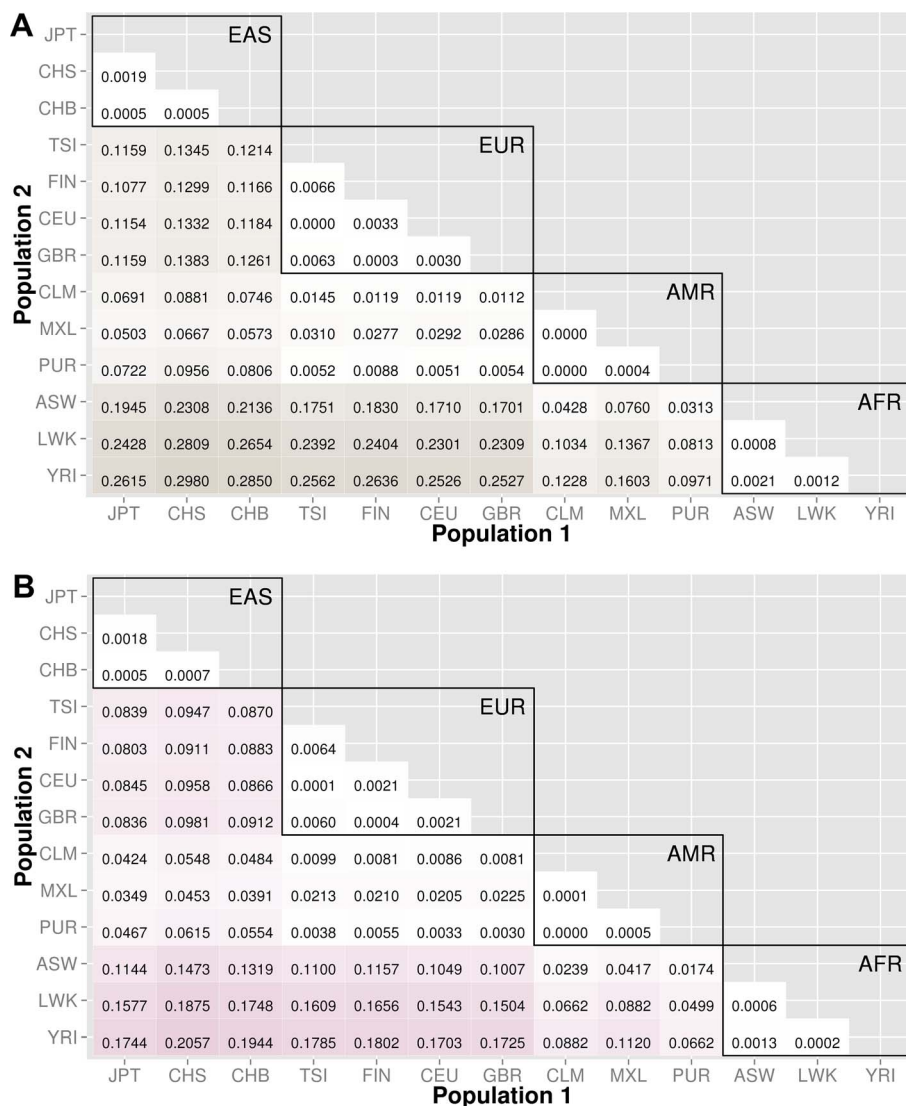 A
JPT EAS
CHS 0.0019
CHB 0.0005 0.0005
TSI 0.1159 0.1345 0.1214 EUR
FIN 0.1077 0.1299 0.1166 0.0066
CEU 0.1154 0.1332 0.1184 0.0000 0.0033
GBR 0.1159 0.1383 0.1261 0.0063 0.0003 0.0030
CLM 0.0691 0.0881 0.0746 0.0145 0.0119 0.0119 0.0112 AMR
MXL 0.0503 0.0667 0.0573 0.0310 0.0277 0.0292 0.0286 0.0000
PUR 0.0722 0.0956 0.0806 0.0052 0.0088 0.0051 0.0054 0.0000 0.0004
ASW 0.1945 0.2308 0.2136 0.1751 0.1830 0.1710 0.1701 0.0428 0.0760 0.0313 AFR
LWK 0.2428 0.2809 0.2654 0.2392 0.2404 0.2301 0.2309 0.1034 0.1367 0.0813 0.0008
YRI 0.2615 0.2980 0.2850 0.2562 0.2636 0.2526 0.2527 0.1228 0.1603 0.0971 0.0021 0.0012
JPT CHS CHB TSI FIN CEU GBR CLM MXL PUR ASW LWK YRI
Population 1
Population 2
B
JPT EAS
CHS 0.0018
CHB 0.0005 0.0007
TSI 0.0839 0.0947 0.0870 EUR
FIN 0.0803 0.0911 0.0883 0.0064
CEU 0.0845 0.0958 0.0866 0.0001 0.0021
GBR 0.0836 0.0981 0.0912 0.0060 0.0004 0.0021
CLM 0.0424 0.0548 0.0484 0.0099 0.0081 0.0086 0.0081 AMR
MXL 0.0349 0.0453 0.0391 0.0213 0.0210 0.0205 0.0225 0.0001
PUR 0.0467 0.0615 0.0554 0.0038 0.0055 0.0033 0.0030 0.0000 0.0005
ASW 0.1144 0.1473 0.1319 0.1100 0.1157 0.1049 0.1007 0.0239 0.0417 0.0174 AFR
LWK 0.1577 0.1875 0.1748 0.1609 0.1656 0.1543 0.1504 0.0662 0.0882 0.0499 0.0006
YRI 0.1744 0.2057 0.1944 0.1785 0.1802 0.1703 0.1725 0.0882 0.1120 0.0662 0.0013 0.0002
JPT CHS CHB TSI FIN CEU GBR CLM MXL PUR ASW LWK YRI
Population 1
Population 2